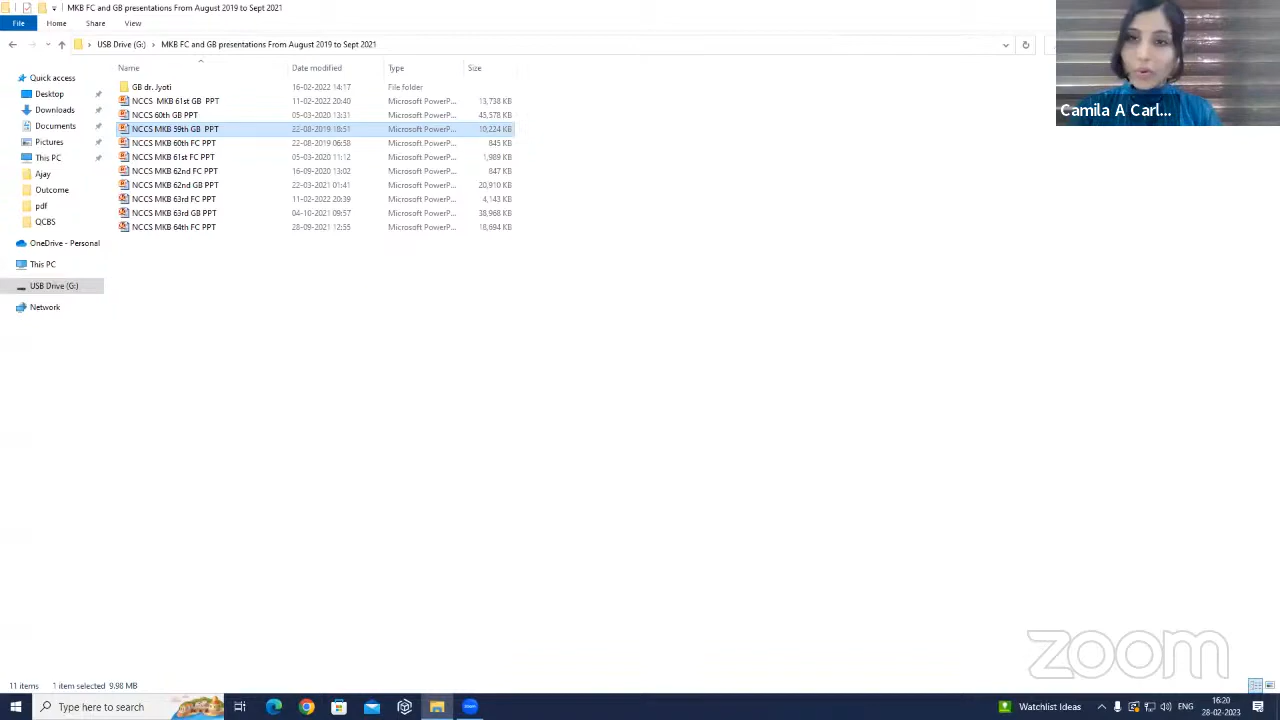 MKB FC and GB presentations From August 2019 to Sept 2021
File Home Share View
USB Drive (G:) MKB FC and GB presentations From August 2019 to Sept 2021
Name Date modified Type Size
Quick access
Desktop
Downloads
Documents
Pictures
This PC
Ajay
Outcome
pdf
QCBS
OneDrive - Personal
This PC
USB Drive (G:)
Network
GB dr. Jyoti 16-02-2022 14:17 File folder
NCCS MKB 61st GB PPT 11-02-2022 20:40 Microsoft PowerP... 13,738 KB
NCCS 60th GB PPT 05-03-2020 13:31 Microsoft PowerP... 45,378 KB
NCCS MKB 59th GB PPT 22-08-2019 18:51 Microsoft PowerP... 10,224 KB
NCCS MKB 60th FC PPT 22-08-2019 06:58 Microsoft PowerP... 845 KB
NCCS MKB 61st FC PPT 05-03-2020 11:12 Microsoft PowerP... 1,989 KB
NCCS MKB 62nd FC PPT 16-09-2020 13:02 Microsoft PowerP... 847 KB
NCCS MKB 62nd GB PPT 22-03-2021 01:41 Microsoft PowerP... 20,910 KB
NCCS MKB 63rd FC PPT 11-02-2022 20:39 Microsoft PowerP... 4,143 KB
NCCS MKB 63rd GB PPT 04-10-2021 09:57 Microsoft PowerP... 38,968 KB
NCCS MKB 64th FC PPT 28-09-2021 12:55 Microsoft PowerP... 18,694 KB
Camila A Carl...
zoom
11 items 1 item selected 9.98 MB
Type here to search
Watchlist Ideas
ENG
16:20
28-02-2023